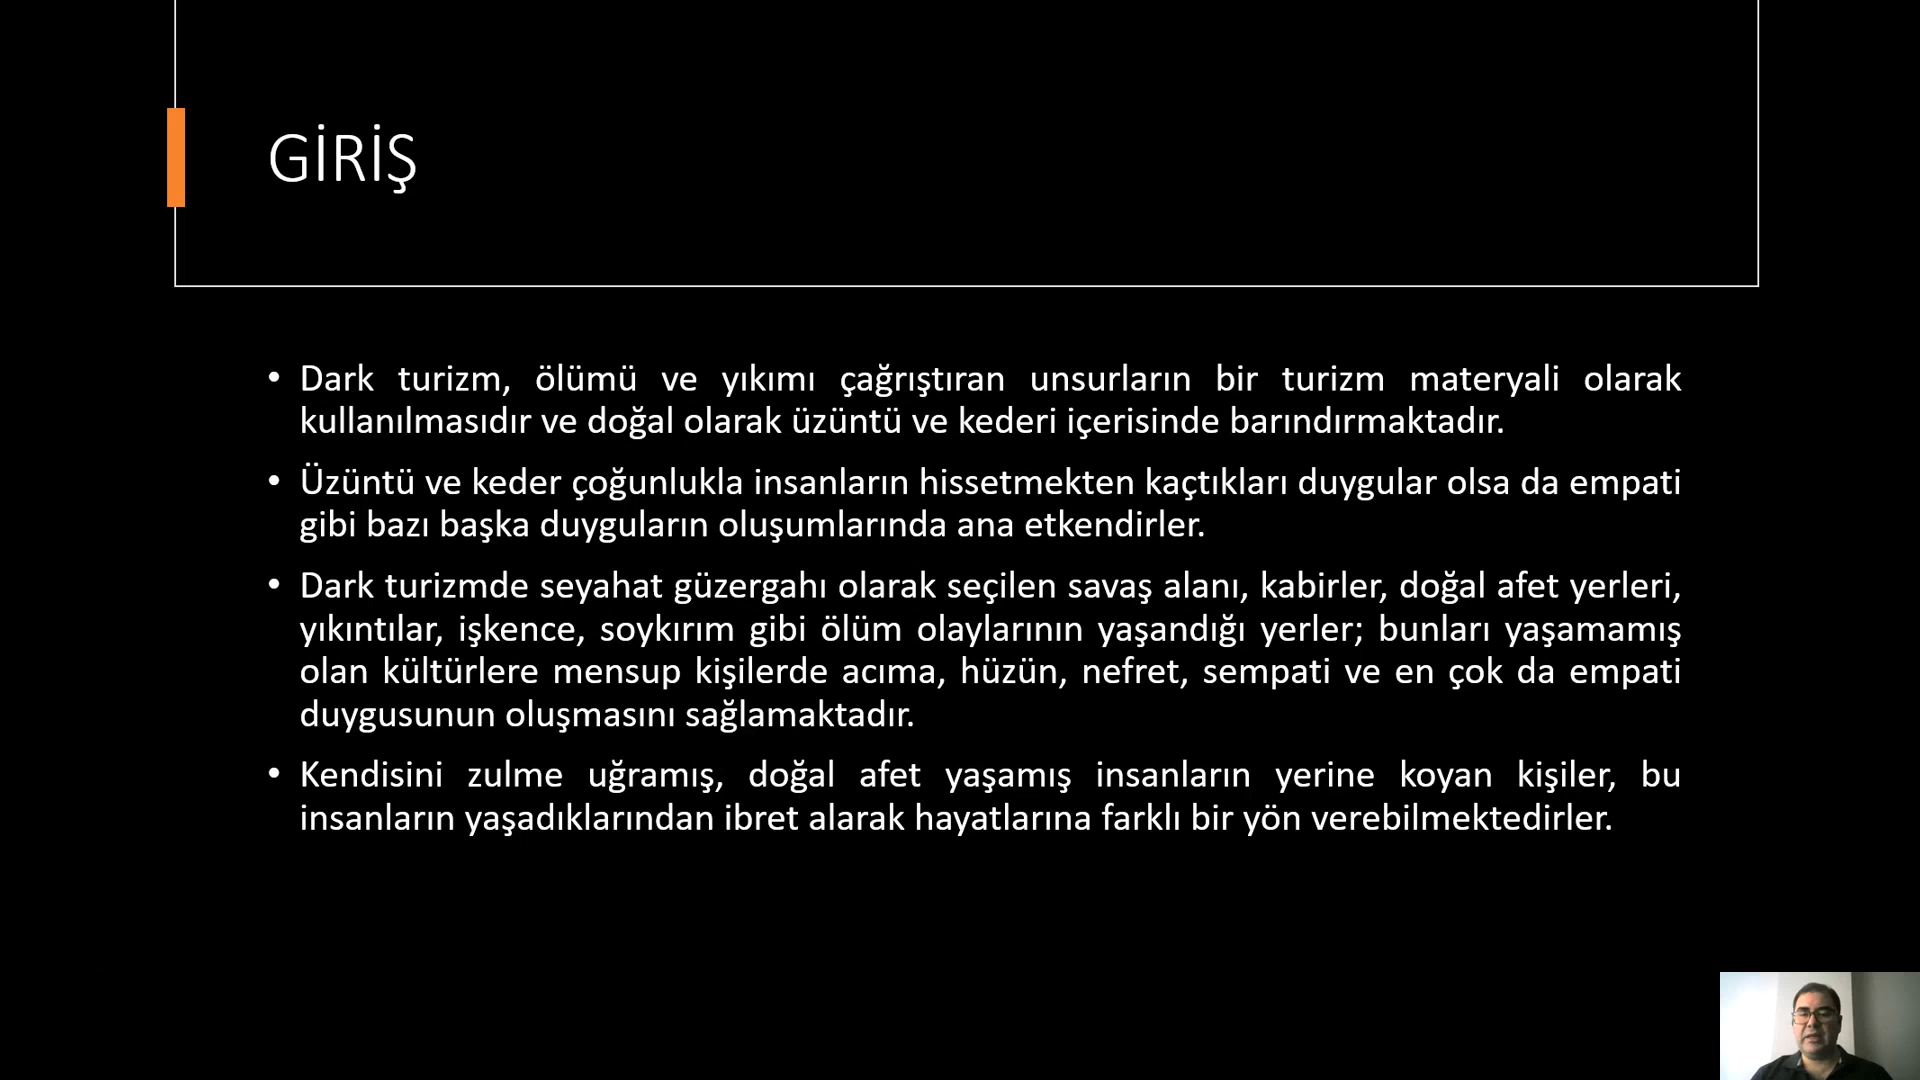 GİRİŞ
• Dark turizm, ölümü ve yıkımı çağrıştıran unsurların bir turizm materyali olarak
kullanılmasıdır ve doğal olarak üzüntü ve kederi içerisinde barındırmaktadır.
• Üzüntü ve keder çoğunlukla insanların hissetmekten kaçtıkları duygular olsa da empati
gibi bazı başka duyguların oluşumlarında ana etkendirler.
• Dark turizmde seyahat güzergahı olarak seçilen savaş alanı, kabirler, doğal afet yerleri,
yıkıntılar, işkence, soykırım gibi ölüm olaylarının yaşandığı yerler; bunları yaşamamış
olan kültürlere mensup kişilerde acıma, hüzün, nefret, sempati ve en çok da empati
duygusunun oluşmasını sağlamaktadır.
• Kendisini zulme uğramış, doğal afet yaşamış insanların yerine koyan kişiler, bu
insanların yaşadıklarından ibret alarak hayatlarına farklı bir yön verebilmektedirler.